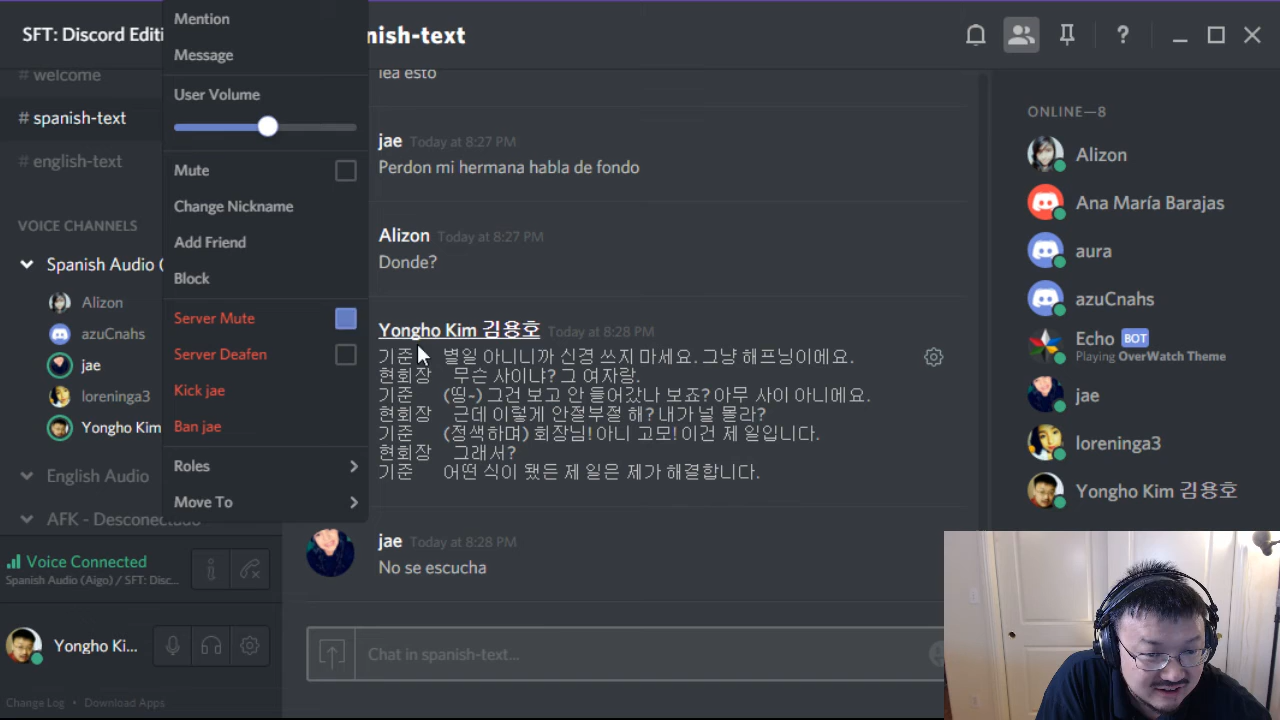 SFT: Discord Editi
# welcome
# spanish-text
# english-text
VOICE CHANNELS
Spanish Audio (
Alizon
azuCnahs
jae
loreninga3
Yongho Kim
English Audio
AFK - Desconectado
Voice Connected
Spanish Audio (Aigo) / SFT: Disc...
Yongho Ki...
Change Log • Download Apps
Mention
Message
User Volume
Mute
Change Nickname
Add Friend
Block
Server Mute
Server Deafen
Kick jae
Ban jae
Roles
Move To
nish-text
lea esto
jae Today at 8:27 PM
Perdon mi hermana habla de fondo
Alizon Today at 8:27 PM
Donde?
Yongho Kim 김용호 Today at 8:28 PM
기준 별일 아니니까 신경 쓰지 마세요. 그냥 해프닝이에요.
현회장 무슨 사이냐? 그 여자랑.
기준 (띵~) 그건 보고 안 들어갔나 보죠? 아무 사이 아니에요.
현회장 근데 이렇게 안절부절 해? 내가 널 몰라?
기준 (정색하며) 회장님! 아니 고모! 이건 제 일입니다.
현회장 그래서?
기준 어떤 식이 됐든 제 일은 제가 해결합니다.
jae Today at 8:28 PM
No se escucha
Chat in spanish-text...
ONLINE—8
Alizon
Ana María Barajas
aura
azuCnahs
Echo BOT
Playing OverWatch Theme
jae
loreninga3
Yongho Kim 김용호